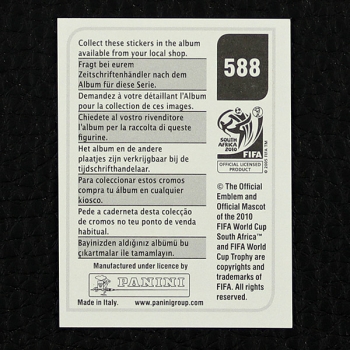 Collect these stickers in the album
available from your local shop.
Fragt bei eurem
Zeitschriftenhändler nach dem
Album für diese Serie.
Demandez à votre détaillant l'Album
pour la collection de ces images.
Chiedete al vostro rivenditore
l'album per la raccolta di queste
figurine.
Het album en de andere
plaatjes zijn verkrijgbaar bij de
tijdschrifthandelaar.
Para coleccionar estos cromos
compra tu álbum en cualquier
kiosco.
Pede a caderneta desta colecção
de cromos no teu ponto de venda
habitual.
Bayinizden aldığınız albümü bu
çıkartmalar ile tamamlayın.
Manufactured under licence by
PANINI
Made in Italy. www.paninigroup.com
588
SOUTH AFRICA
2010
FIFA
OFFICIAL LICENSED
PRODUCT
© The Official
Emblem and
Official Mascot
of the 2010
FIFA World Cup
South Africa™
and FIFA World
Cup Trophy are
copyrights and
trademarks of
FIFA. All rights
reserved.